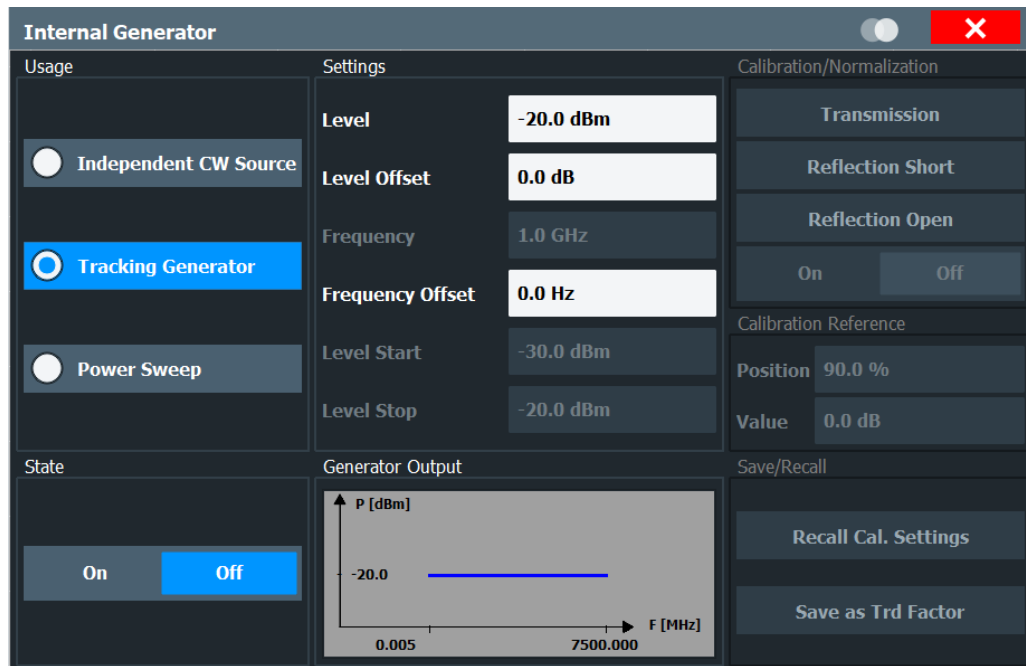 Internal Generator
Usage
Independent CW Source
Tracking Generator
Power Sweep
State
On Off
Settings
Level -20.0 dBm
Level Offset 0.0 dB
Frequency 1.0 GHz
Frequency Offset 0.0 Hz
Level Start -30.0 dBm
Level Stop -20.0 dBm
Generator Output
P [dBm]
-20.0
F [MHz]
0.005 7500.000
Calibration/Normalization
Transmission
Reflection Short
Reflection Open
On Off
Calibration Reference
Position 90.0 %
Value 0.0 dB
Save/Recall
Recall Cal. Settings
Save as Trd Factor